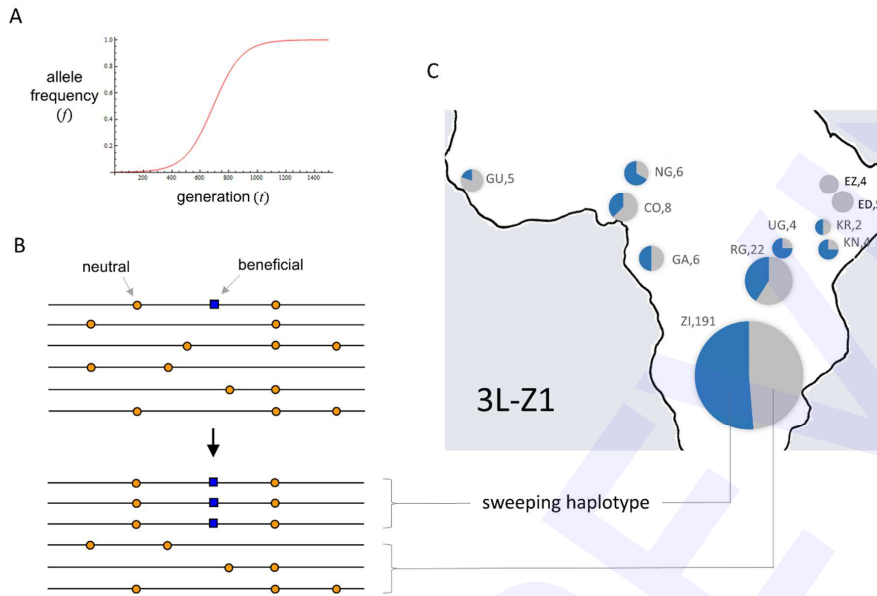 A
allele
frequency
(f)
1.0
0.8
0.6
0.4
0.2
200
400
600
800
1000
1200
1400
generation (t)
B
neutral
beneficial
C
GU,5
NG,6
CO,8
GA,6
EZ,4
ED,5
UG,4
KR,2
KN,4
RG,22
ZI,191
3L-Z1
sweeping haplotype